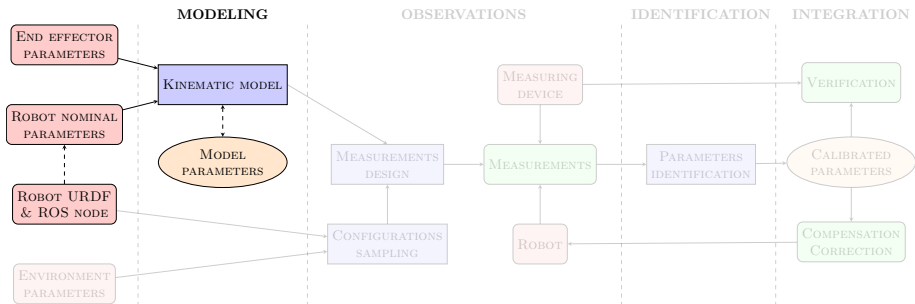 MODELING
OBSERVATIONS
IDENTIFICATION
INTEGRATION
END EFFECTOR
PARAMETERS
KINEMATIC MODEL
MEASURING
DEVICE
VERIFICATION
ROBOT NOMINAL
PARAMETERS
MODEL
PARAMETERS
MEASUREMENTS
DESIGN
MEASUREMENTS
PARAMETERS
IDENTIFICATION
CALIBRATED
PARAMETERS
ROBOT URDF
& ROS NODE
CONFIGURATIONS
SAMPLING
ROBOT
COMPENSATION
CORRECTION
ENVIRONMENT
PARAMETERS